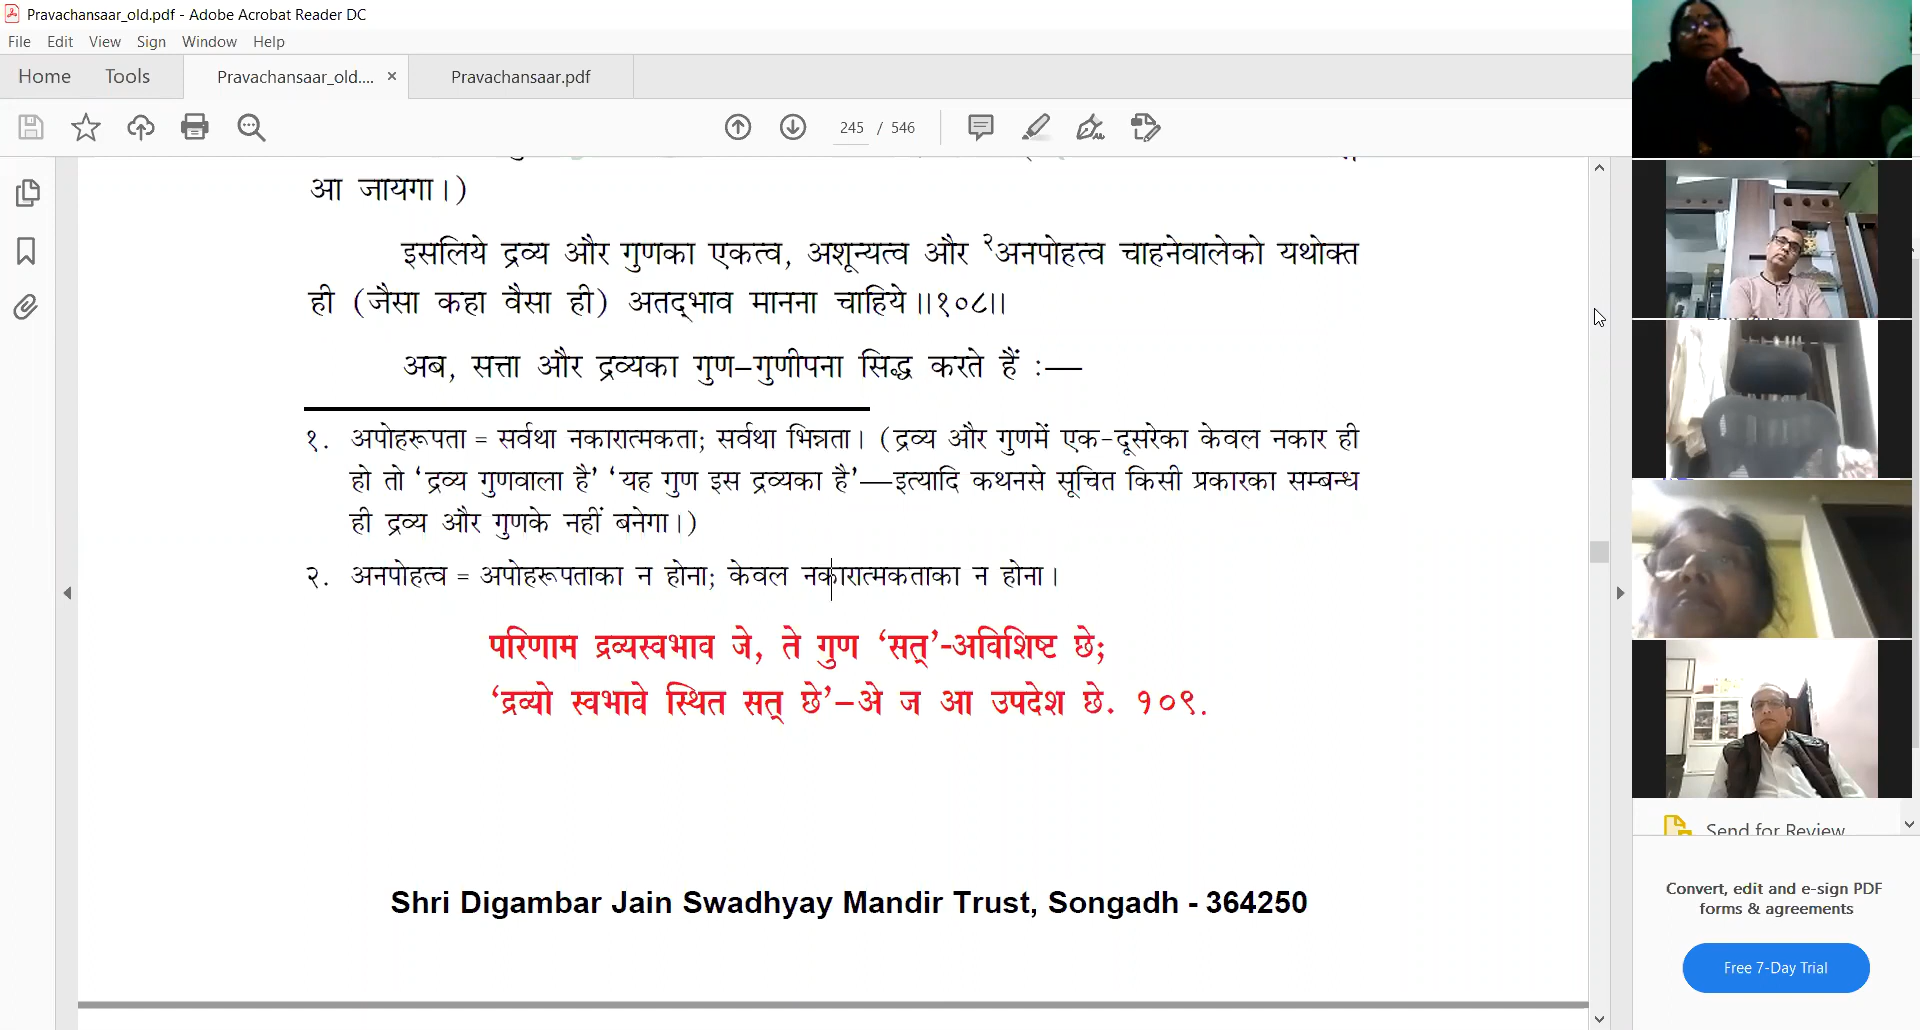 Pravachansaar_old.pdf - Adobe Acrobat Reader DC
File Edit View Sign Window Help
Home Tools Pravachansaar_old.... × Pravachansaar.pdf
245 / 546
आ जायगा।)
इसलिये द्रव्य और गुणका एकत्व, अशून्यत्व और २अनपोहत्व चाहनेवालेको यथोक्त
ही (जैसा कहा वैसा ही) अतद्भाव मानना चाहिये॥१०८॥
अब, सत्ता और द्रव्यका गुण–गुणीपना सिद्ध करते हैं :—
१. अपोहरूपता = सर्वथा नकारात्मकता; सर्वथा भिन्नता। (द्रव्य और गुणमें एक-दूसरेका केवल नकार ही
हो तो ‘द्रव्य गुणवाला है’ ‘यह गुण इस द्रव्यका है’—इत्यादि कथनसे सूचित किसी प्रकारका सम्बन्ध
ही द्रव्य और गुणके नहीं बनेगा।)
२. अनपोहत्व = अपोहरूपताका न होना; केवल नकारात्मकताका न होना।
परिणाम द्रव्यस्वभाव जे, ते गुण ‘सत्’-अविशिष्ट छे;
‘द्रव्यो स्वभावे स्थित सत् छे’–अे ज आ उपदेश छे. १०९.
Shri Digambar Jain Swadhyay Mandir Trust, Songadh - 364250
Send for Review
Convert, edit and e-sign PDF
forms & agreements
Free 7-Day Trial